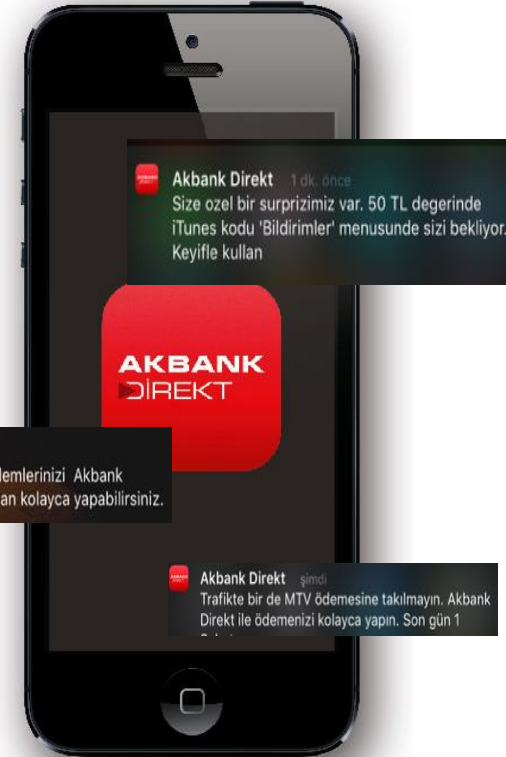 Akbank Direkt 1 dk. önce
Size ozel bir surprizimiz var. 50 TL degerinde
iTunes kodu 'Bildirimler' menusunde sizi bekliyor.
Keyifle kullan
AKBANK
DİREKT
Akbank
kolayca yapabilirsiniz.
Akbank Direkt şimdi
Trafikte bir de MTV ödemesine takılmayın. Akbank
Direkt ile ödemenizi kolayca yapın. Son gün 1